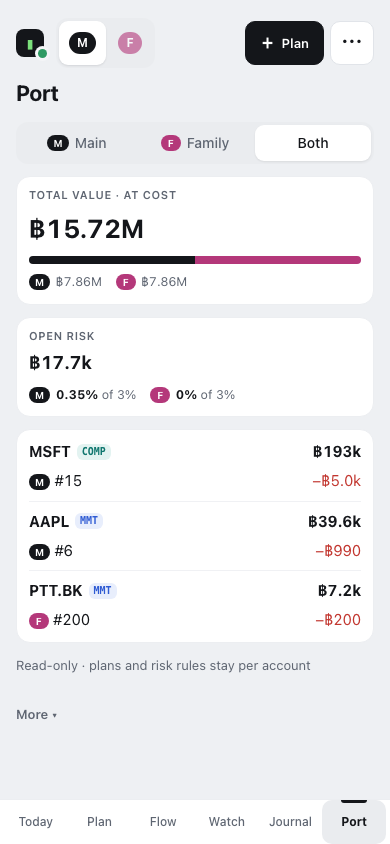 M F + Plan ···
Port
M Main F Family Both
TOTAL VALUE · AT COST
฿15.72M
M ฿7.86M F ฿7.86M
OPEN RISK
฿17.7k
M 0.35% of 3% F 0% of 3%
MSFT COMP ฿193k
M #15 −฿5.0k
AAPL MMT ฿39.6k
M #6 −฿990
PTT.BK MMT ฿7.2k
F #200 −฿200
Read-only · plans and risk rules stay per account
More ▾
Today Plan Flow Watch Journal Port